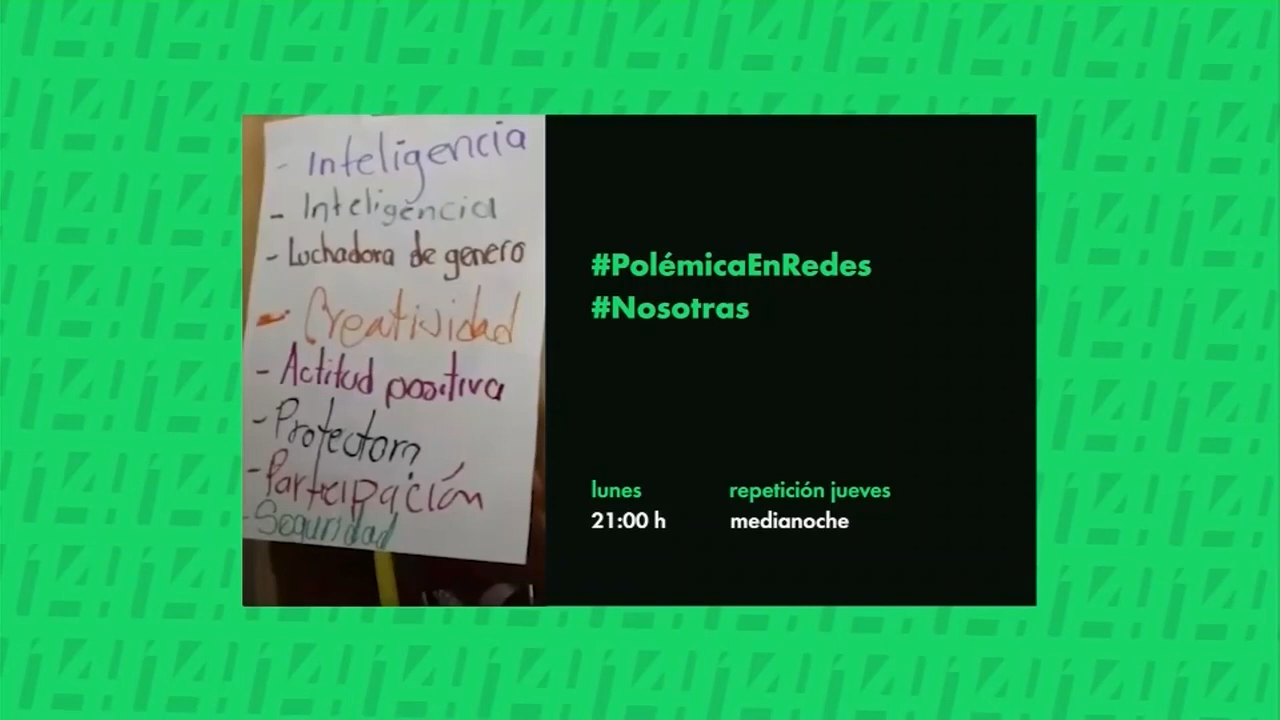 - Inteligencia
- Inteligencia
- Luchadora de genero
- Creatividad
- Actitud positiva
- Protectora
- Participación
- Seguridad
#PolémicaEnRedes
#Nosotras
lunes
21:00 h
repetición jueves
medianoche